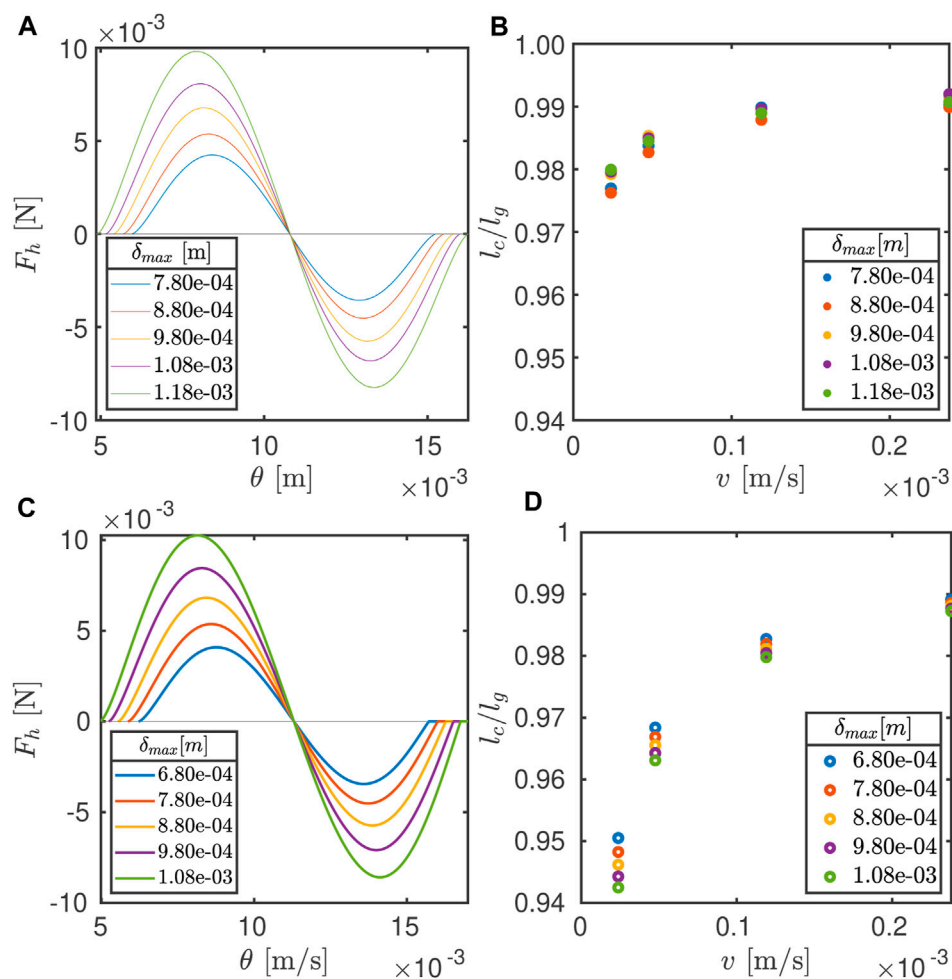 A
×10⁻³
10
5
0
-5
-10
F_h [N]
δ_max [m]
7.80e-04
8.80e-04
9.80e-04
1.08e-03
1.18e-03
5 10 15
θ [m] ×10⁻³
B
1.00
0.99
0.98
0.97
0.96
0.95
0.94
l_c/l_g
δ_max[m]
7.80e-04
8.80e-04
9.80e-04
1.08e-03
1.18e-03
0 0.1 0.2
v [m/s] ×10⁻³
C
×10⁻³
10
5
0
-5
-10
F_h [N]
δ_max[m]
6.80e-04
7.80e-04
8.80e-04
9.80e-04
1.08e-03
5 10 15
θ [m/s] ×10⁻³
D
1
0.99
0.98
0.97
0.96
0.95
0.94
l_c/l_g
δ_max[m]
6.80e-04
7.80e-04
8.80e-04
9.80e-04
1.08e-03
0 0.1 0.2
v [m/s] ×10⁻³